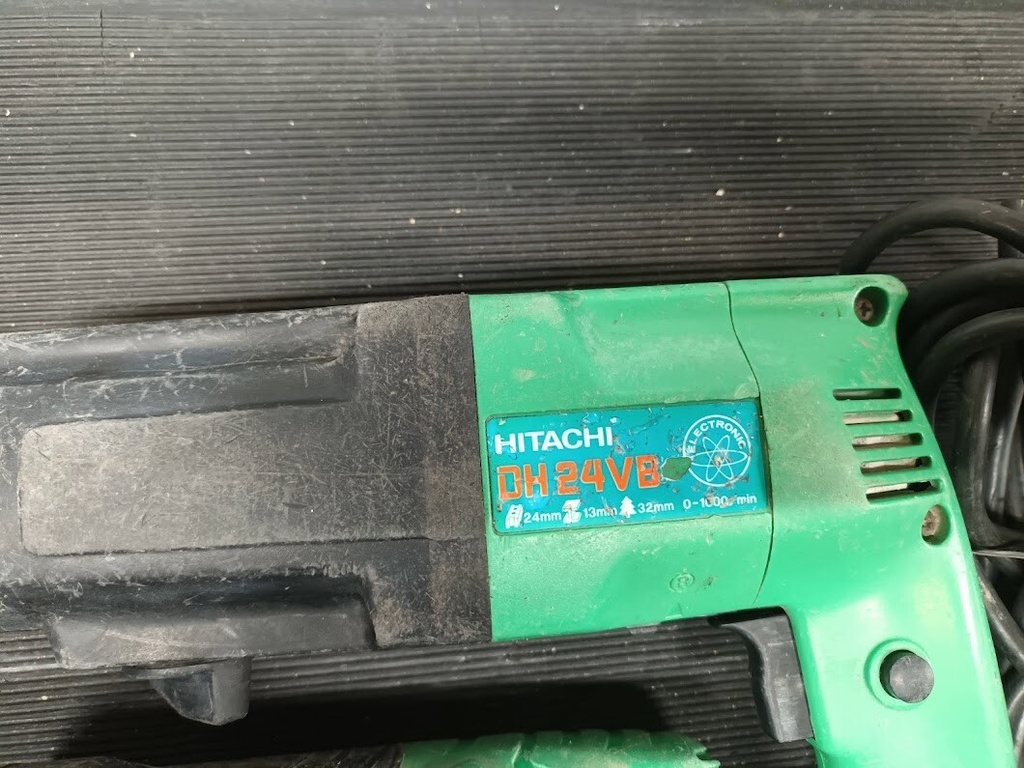 HITACHI
ELECTRONIC
DH 24VB
24mm 13mm 32mm 0-1000/min
®